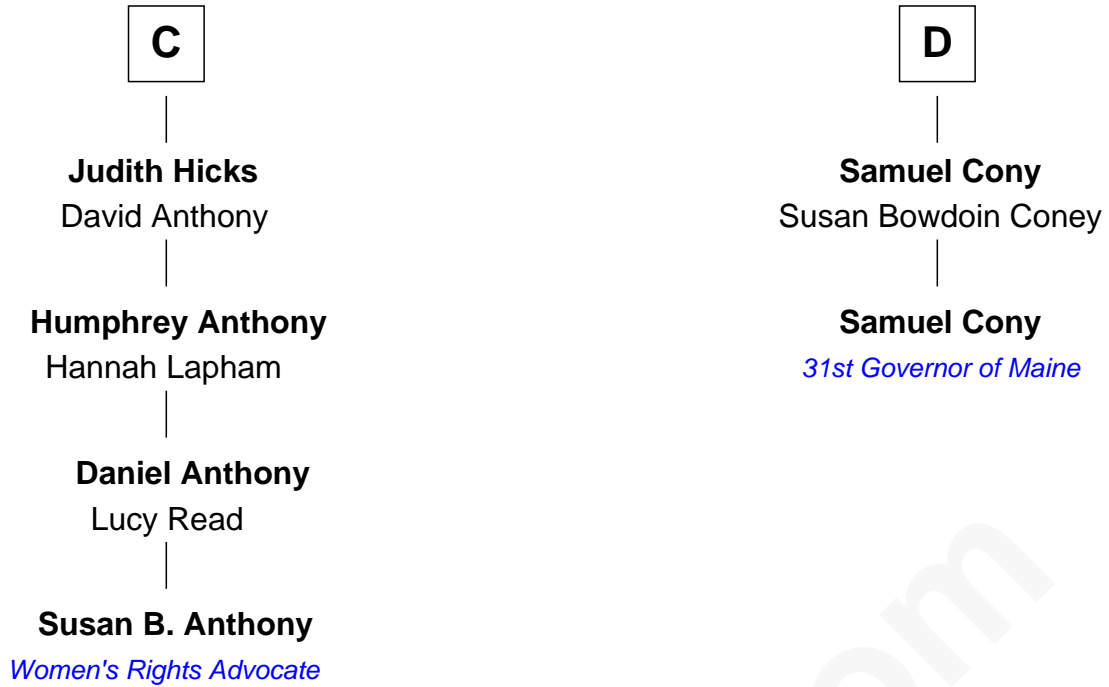 C
Judith Hicks
David Anthony
Humphrey Anthony
Hannah Lapham
Daniel Anthony
Lucy Read
Susan B. Anthony
Women's Rights Advocate
D
Samuel Cony
Susan Bowdoin Coney
Samuel Cony
31st Governor of Maine
om